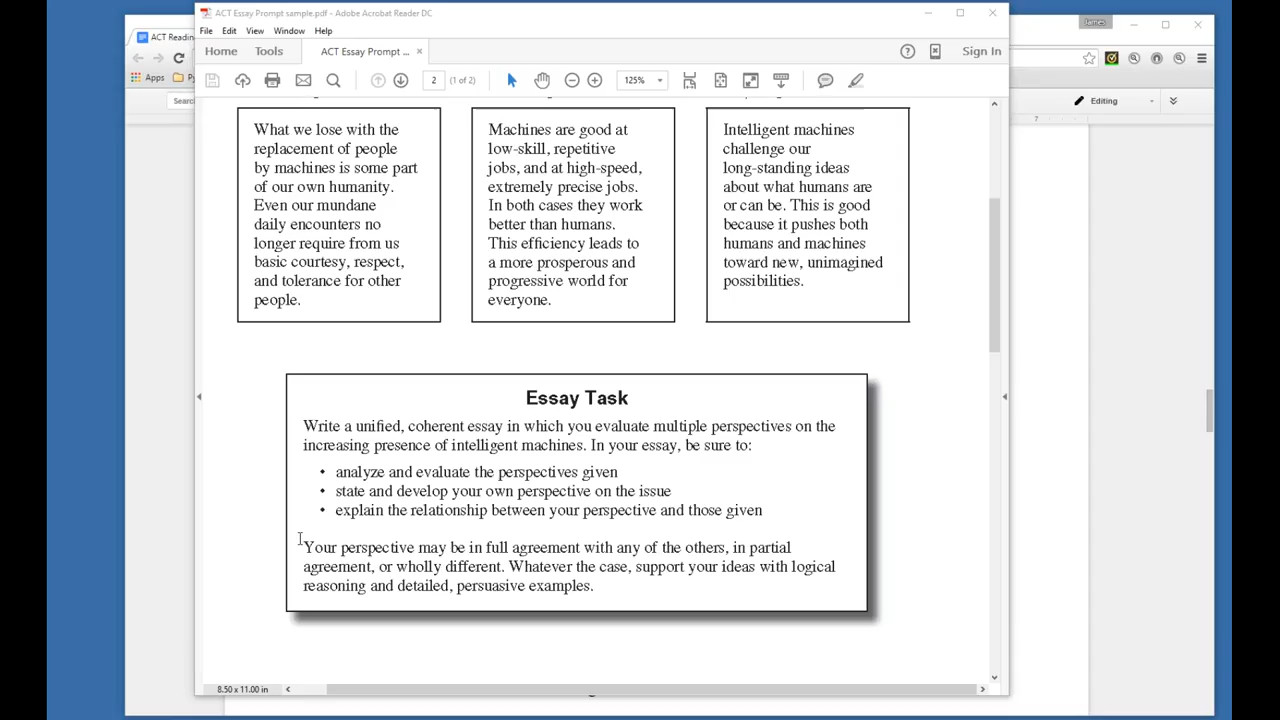 ACT Essay Prompt sample.pdf - Adobe Acrobat Reader DC
James
File Edit View Window Help
ACT Readin
Home Tools ACT Essay Prompt ... × Sign In
Apps
2 (1 of 2) 125%
Sear
Editing
7
What we lose with the
replacement of people
by machines is some part
of our own humanity.
Even our mundane
daily encounters no
longer require from us
basic courtesy, respect,
and tolerance for other
people.
Machines are good at
low-skill, repetitive
jobs, and at high-speed,
extremely precise jobs.
In both cases they work
better than humans.
This efficiency leads to
a more prosperous and
progressive world for
everyone.
Intelligent machines
challenge our
long-standing ideas
about what humans are
or can be. This is good
because it pushes both
humans and machines
toward new, unimagined
possibilities.
Essay Task
Write a unified, coherent essay in which you evaluate multiple perspectives on the
increasing presence of intelligent machines. In your essay, be sure to:
• analyze and evaluate the perspectives given
• state and develop your own perspective on the issue
• explain the relationship between your perspective and those given
Your perspective may be in full agreement with any of the others, in partial
agreement, or wholly different. Whatever the case, support your ideas with logical
reasoning and detailed, persuasive examples.
8.50 x 11.00 in